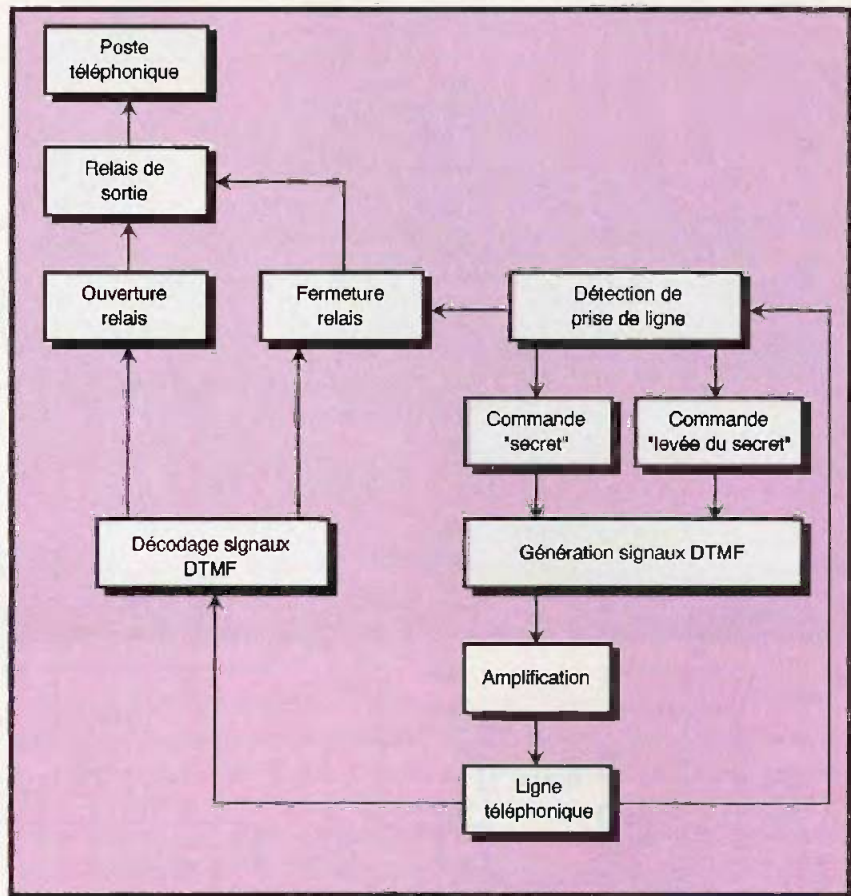 Poste
téléphonique
Relais de
sortie
Ouverture
relais
Fermeture
relais
Détection de
prise de ligne
Commande
"secret"
Commande
"levée du secret"
Décodage signaux
DTMF
Génération signaux DTMF
Amplification
Ligne
téléphonique